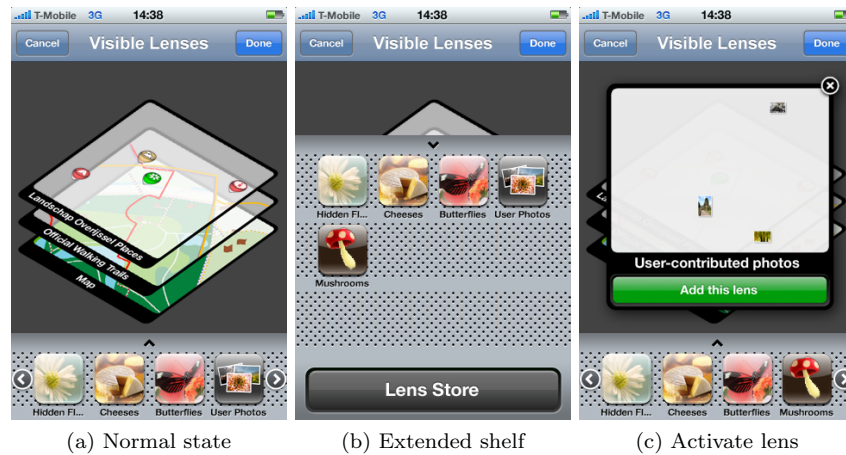 T-Mobile 3G 14:38
Cancel Visible Lenses Done
Landschap Overijssel Places
Official Walking Trails
Map
Hidden Fl... Cheeses Butterflies User Photos
(a) Normal state
T-Mobile 3G 14:38
Cancel Visible Lenses Done
Hidden Fl... Cheeses Butterflies User Photos
Mushrooms
Lens Store
(b) Extended shelf
T-Mobile 3G 14:38
Cancel Visible Lenses Done
La
User-contributed photos
Add this lens
Hidden Fl... Cheeses Butterflies Mushrooms
(c) Activate lens